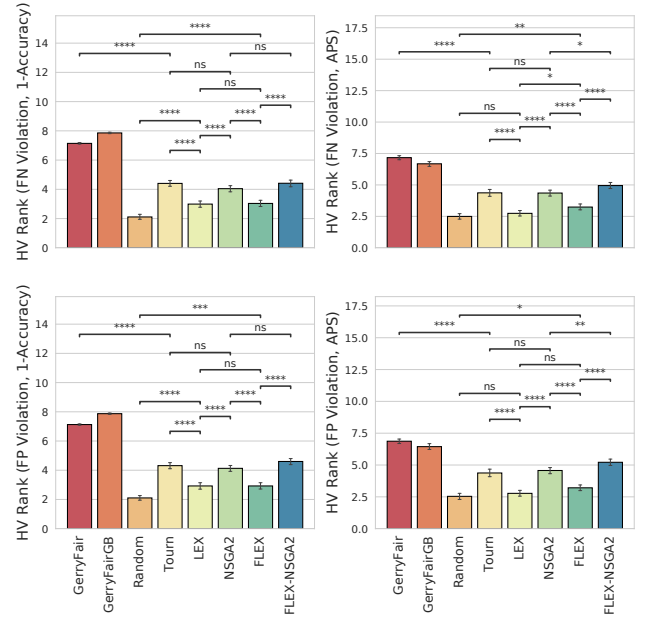 HV Rank (FN Violation, 1-Accuracy)
14
12
10
8
6
4
2
0
****
****
ns
ns
ns
****
****
****
****
****
HV Rank (FN Violation, APS)
17.5
15.0
12.5
10.0
7.5
5.0
2.5
0.0
**
****
*
ns
*
****
ns
****
****
****
HV Rank (FP Violation, 1-Accuracy)
14
12
10
8
6
4
2
0
***
****
ns
ns
ns
****
****
****
****
****
GerryFair
GerryFairGB
Random
Tourn
LEX
NSGA2
FLEX
FLEX-NSGA2
HV Rank (FP Violation, APS)
17.5
15.0
12.5
10.0
7.5
5.0
2.5
0.0
*
****
**
ns
ns
****
ns
****
****
****
GerryFair
GerryFairGB
Random
Tourn
LEX
NSGA2
FLEX
FLEX-NSGA2